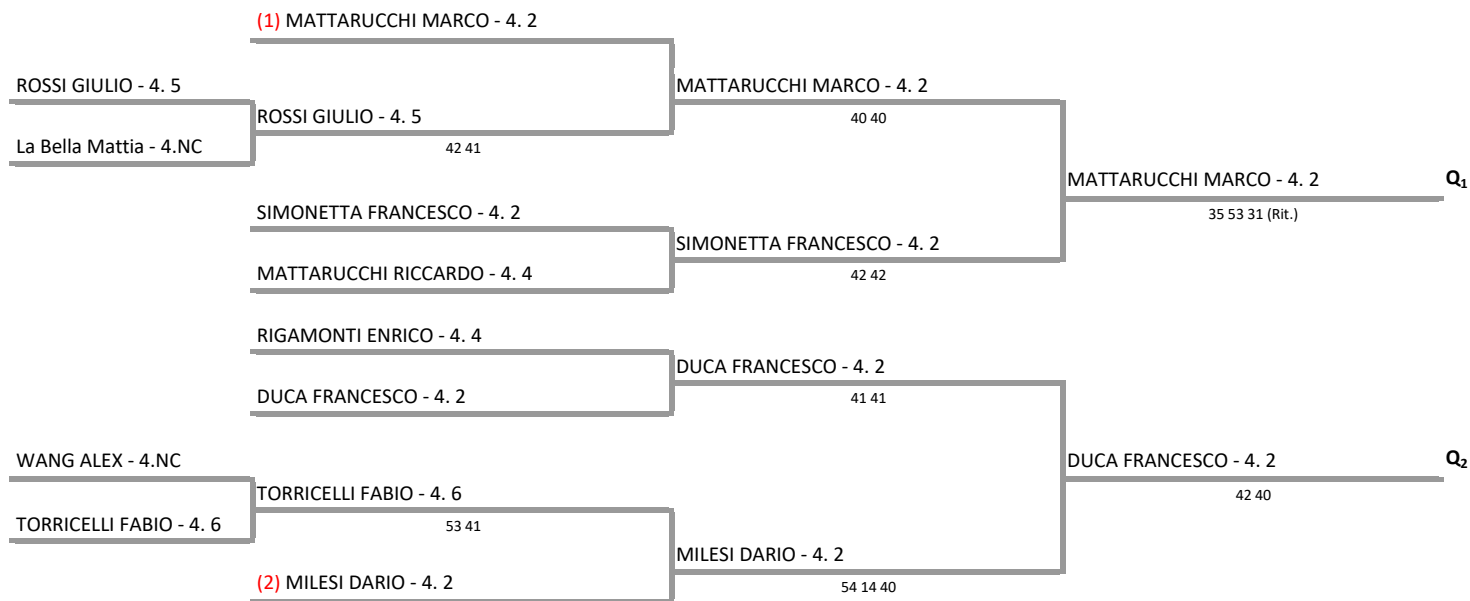 (1) MATTARUCCHI MARCO - 4. 2
ROSSI GIULIO - 4. 5
MATTARUCCHI MARCO - 4. 2
ROSSI GIULIO - 4. 5
40 40
La Bella Mattia - 4.NC
42 41
MATTARUCCHI MARCO - 4. 2
Q1
SIMONETTA FRANCESCO - 4. 2
35 53 31 (Rit.)
SIMONETTA FRANCESCO - 4. 2
MATTARUCCHI RICCARDO - 4. 4
42 42
RIGAMONTI ENRICO - 4. 4
DUCA FRANCESCO - 4. 2
DUCA FRANCESCO - 4. 2
41 41
WANG ALEX - 4.NC
DUCA FRANCESCO - 4. 2
Q2
TORRICELLI FABIO - 4. 6
42 40
TORRICELLI FABIO - 4. 6
53 41
MILESI DARIO - 4. 2
(2) MILESI DARIO - 4. 2
54 14 40